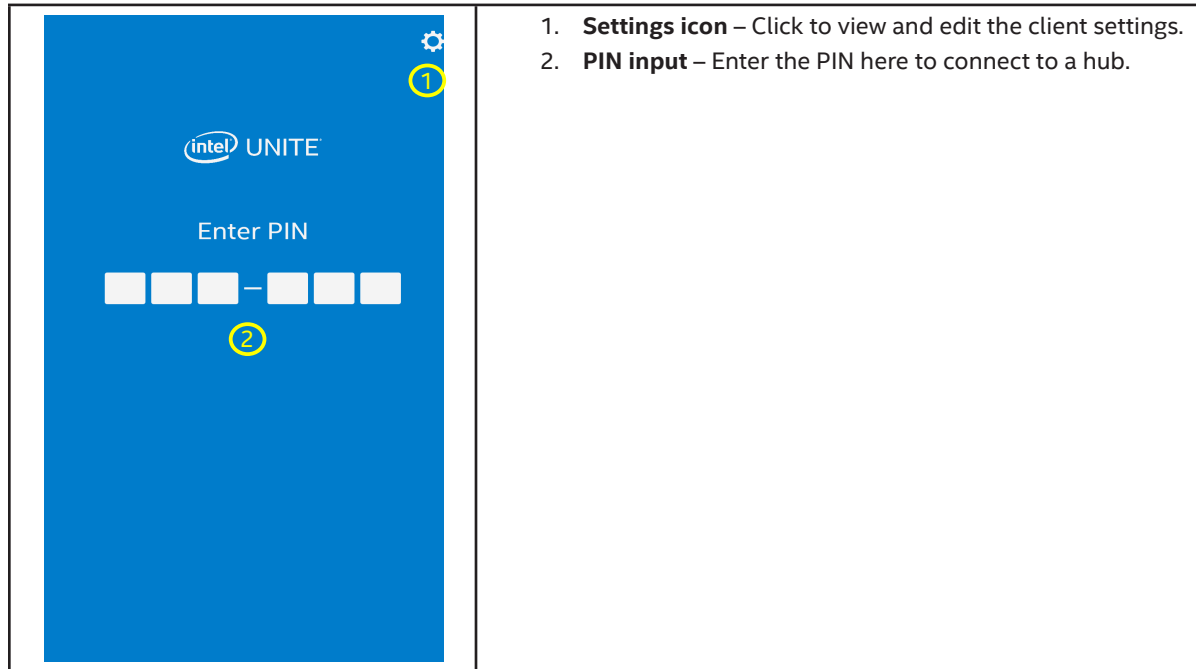 1
intel UNITE
Enter PIN
2
1. Settings icon – Click to view and edit the client settings.
2. PIN input – Enter the PIN here to connect to a hub.